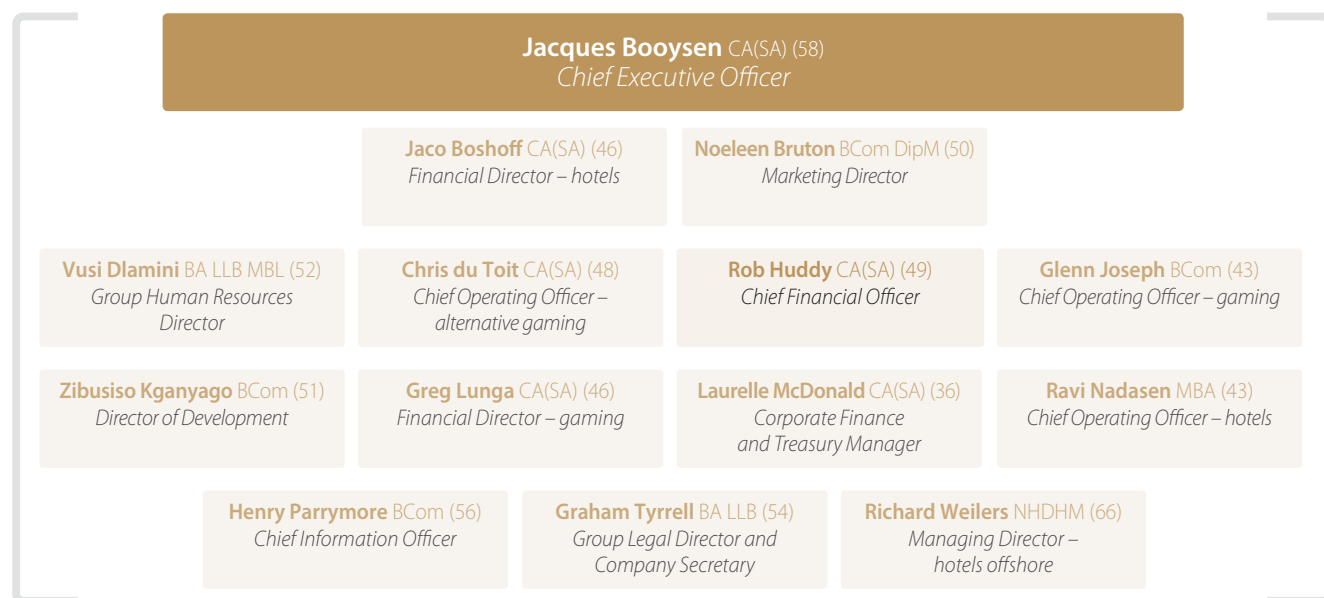 Jacques Booysen CA(SA) (58)
Chief Executive Officer
Jaco Boshoff CA(SA) (46)
Financial Director – hotels
Noeleen Bruton BCom DipM (50)
Marketing Director
Vusi Dlamini BA LLB MBL (52)
Group Human Resources
Director
Chris du Toit CA(SA) (48)
Chief Operating Officer –
alternative gaming
Rob Huddy CA(SA) (49)
Chief Financial Officer
Glenn Joseph BCom (43)
Chief Operating Officer – gaming
Zibusiso Kganyago BCom (51)
Director of Development
Greg Lunga CA(SA) (46)
Financial Director – gaming
Laurelle McDonald CA(SA) (36)
Corporate Finance
and Treasury Manager
Ravi Nadasen MBA (43)
Chief Operating Officer – hotels
Henry Parrymore BCom (56)
Chief Information Officer
Graham Tyrrell BA LLB (54)
Group Legal Director and
Company Secretary
Richard Weilers NHDHM (66)
Managing Director –
hotels offshore